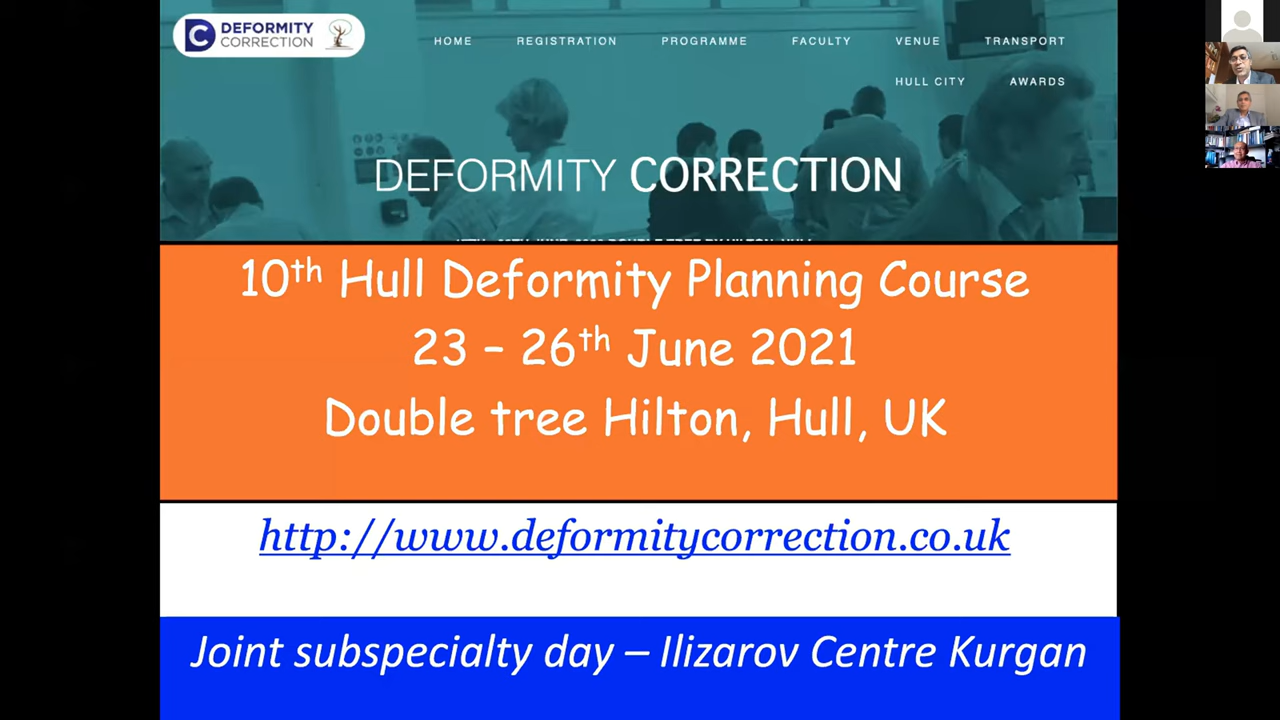 DEFORMITY
CORRECTION
HOME REGISTRATION PROGRAMME FACULTY VENUE TRANSPORT
HULL CITY AWARDS
DEFORMITY CORRECTION
10th Hull Deformity Planning Course
23 – 26th June 2021
Double tree Hilton, Hull, UK
http://www.deformitycorrection.co.uk
Joint subspecialty day – Ilizarov Centre Kurgan